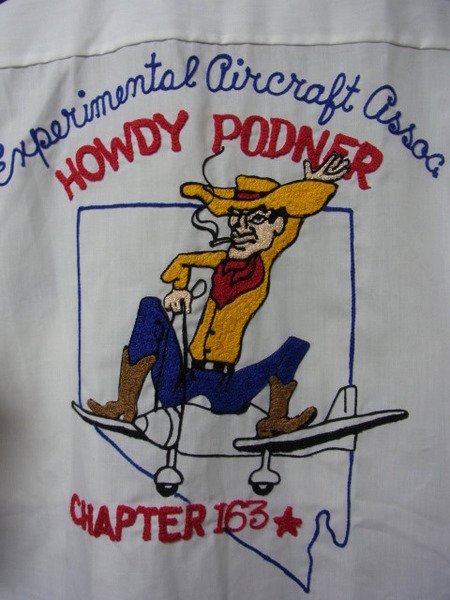 Experimental Aircraft Assoc.
HOWDY PODNER
CHAPTER 163